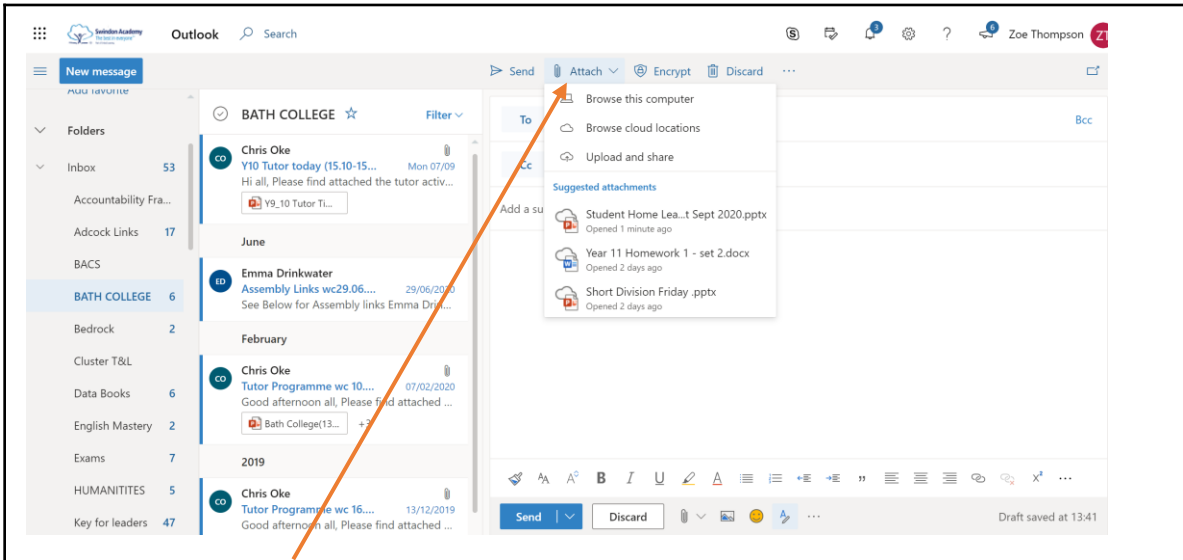 Swindon Academy
Outlook
Search
3
?
6
Zoe Thompson
ZT
New message
Send
Attach
Encrypt
Discard
...
Add favorite
Folders
Inbox 53
Accountability Fra...
Adcock Links 17
BACS
BATH COLLEGE 6
Bedrock 2
Cluster T&L
Data Books 6
English Mastery 2
Exams 7
HUMANITITES 5
Key for leaders 47
BATH COLLEGE
Filter
CO
Chris Oke
Y10 Tutor today (15.10-15... Mon 07/09
Hi all, Please find attached the tutor activ...
Y9_10 Tutor Ti...
June
ED
Emma Drinkwater
Assembly Links wc29.06.... 29/06/2020
See Below for Assembly links Emma Dri...
February
CO
Chris Oke
Tutor Programme wc 10.... 07/02/2020
Good afternoon all, Please find attached ...
Bath College(13... +3
2019
CO
Chris Oke
Tutor Programme wc 16.... 13/12/2019
Good afternoon all, Please find attached ...
To
Bcc
Cc
Add a su
Browse this computer
Browse cloud locations
Upload and share
Suggested attachments
Student Home Lea...t Sept 2020.pptx
Opened 1 minute ago
Year 11 Homework 1 - set 2.docx
Opened 2 days ago
Short Division Friday .pptx
Opened 2 days ago
B I U A
Send
Discard
...
Draft saved at 13:41